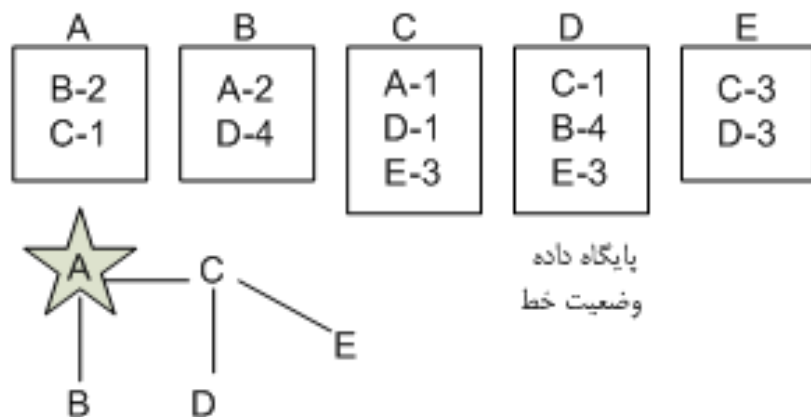 A B C D E
B-2 A-2 A-1 C-1 C-3
C-1 D-4 D-1 B-4 D-3
E-3 E-3
پایگاه داده
وضعیت خط
A C
E
B D